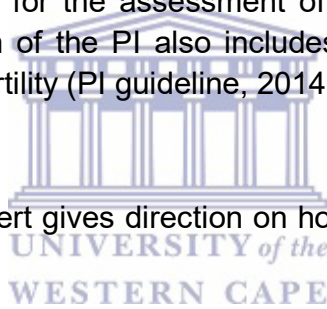 for the assessment of
of the PI also includes
rtility (PI guideline, 2014
ert gives direction on ho
UNIVERSITY of the
WESTERN CAPE